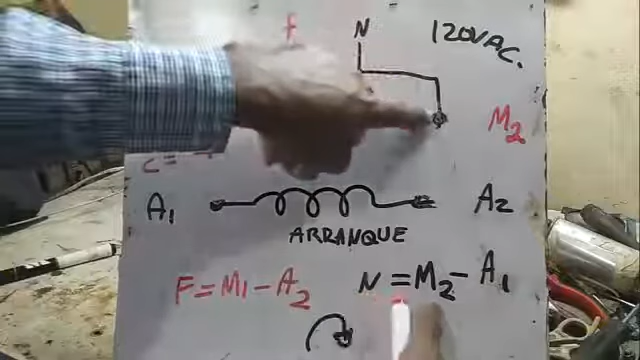 F N 120VAC.
M2
C=
A1 A2
ARRANQUE
F=M1-A2 N=M2-A1